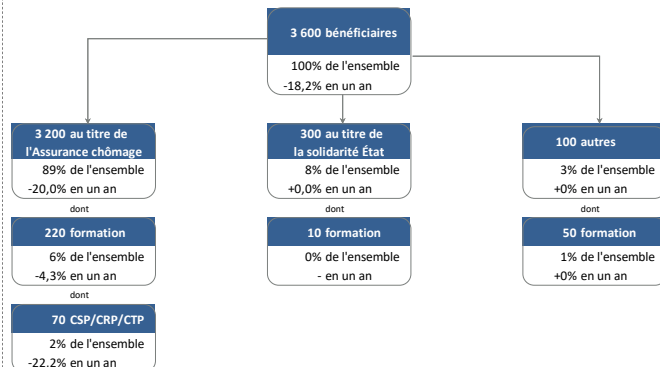 3 600 bénéficiaires
100% de l'ensemble
-18,2% en un an
3 200 au titre de
l'Assurance chômage
89% de l'ensemble
-20,0% en un an
dont
220 formation
6% de l'ensemble
-4,3% en un an
dont
70 CSP/CRP/CTP
2% de l'ensemble
-22,2% en un an
300 au titre de
la solidarité État
8% de l'ensemble
+0,0% en un an
dont
10 formation
0% de l'ensemble
- en un an
100 autres
3% de l'ensemble
+0% en un an
dont
50 formation
1% de l'ensemble
+0% en un an